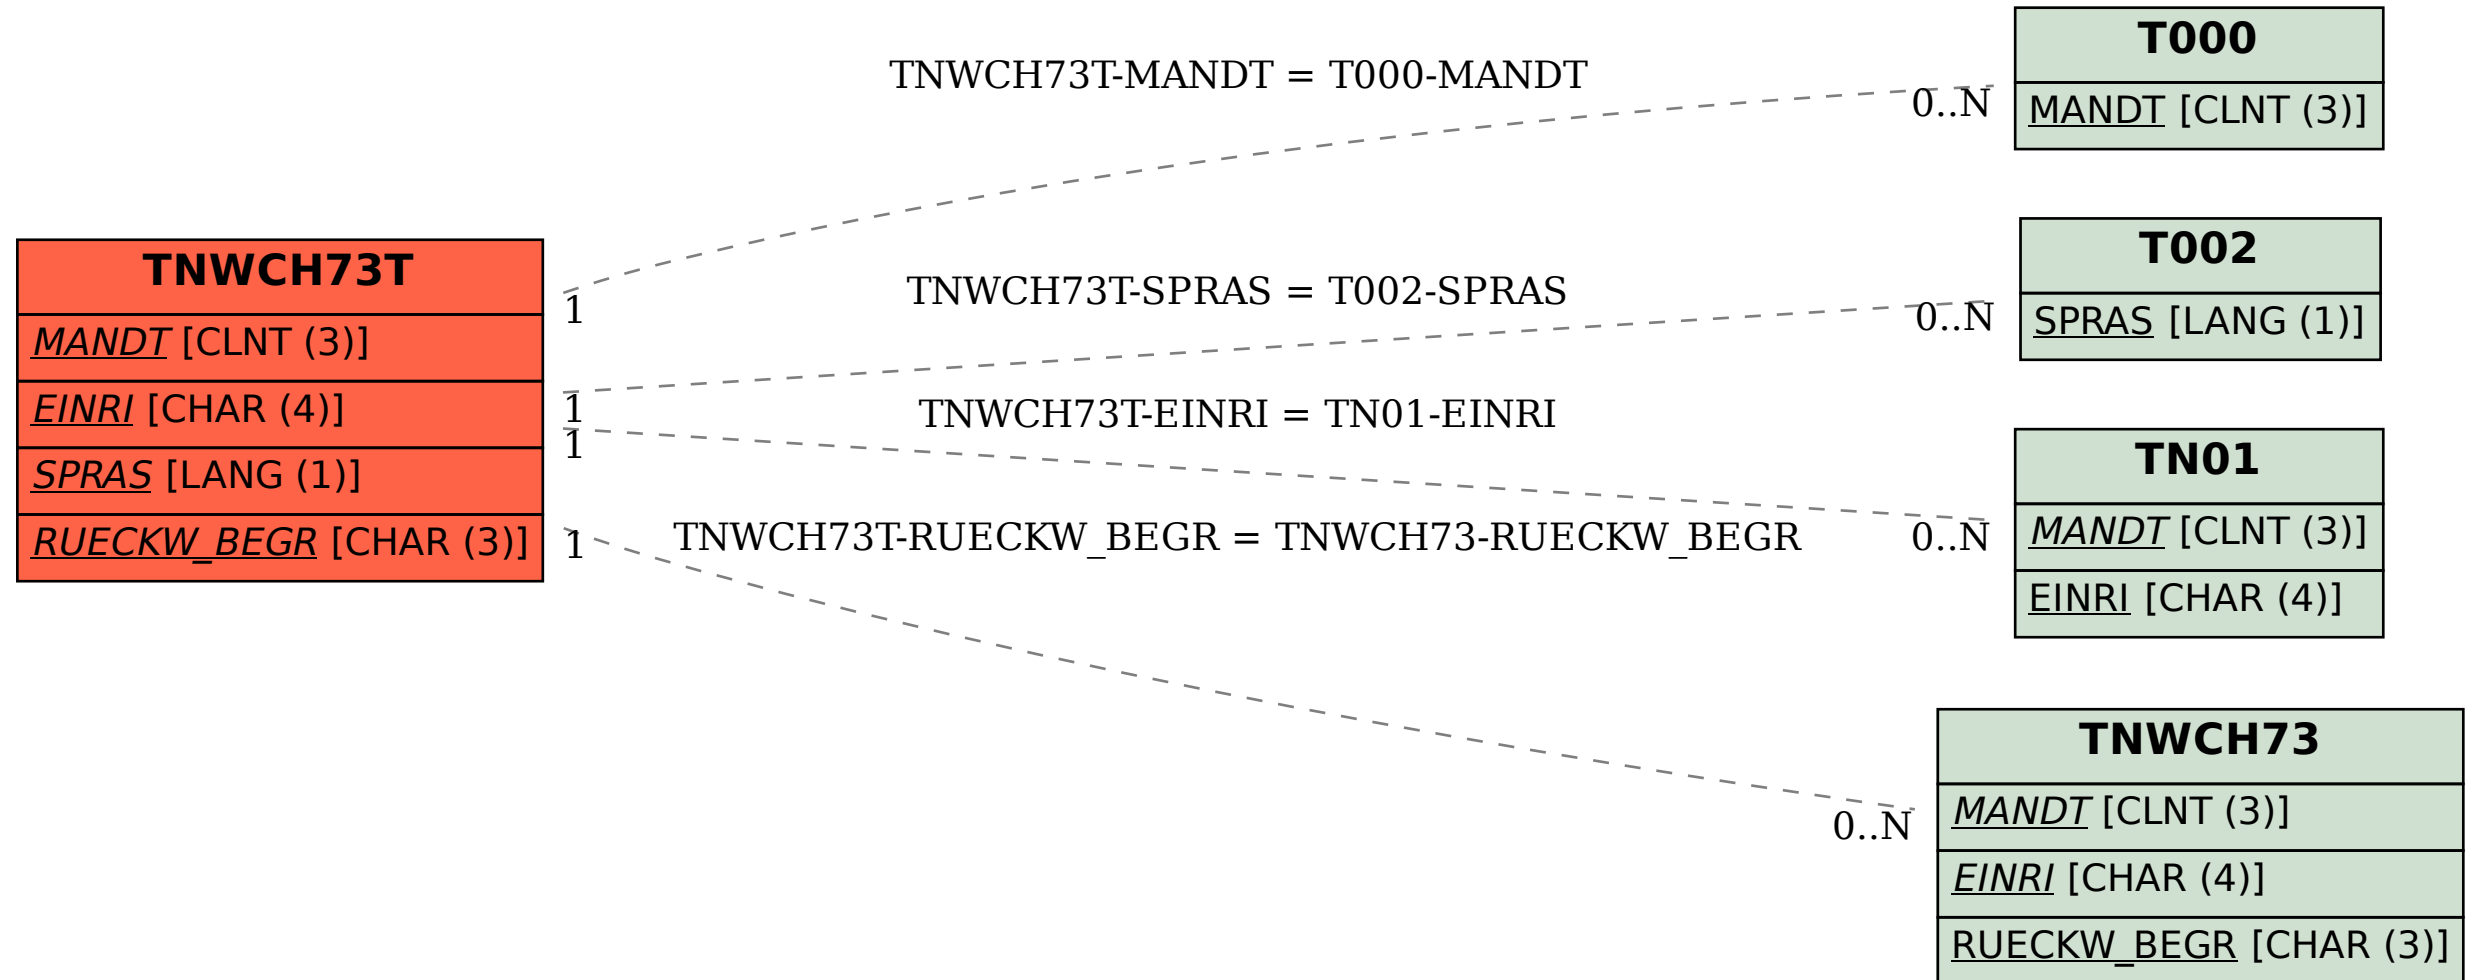 TNWCH73T
MANDT [CLNT (3)]
EINRI [CHAR (4)]
SPRAS [LANG (1)]
RUECKW_BEGR [CHAR (3)]
TNWCH73T-MANDT = T000-MANDT
1
0..N
TNWCH73T-SPRAS = T002-SPRAS
1
0..N
TNWCH73T-EINRI = TN01-EINRI
1
0..N
TNWCH73T-RUECKW_BEGR = TNWCH73-RUECKW_BEGR
1
0..N
T000
MANDT [CLNT (3)]
T002
SPRAS [LANG (1)]
TN01
MANDT [CLNT (3)]
EINRI [CHAR (4)]
TNWCH73
MANDT [CLNT (3)]
EINRI [CHAR (4)]
RUECKW_BEGR [CHAR (3)]